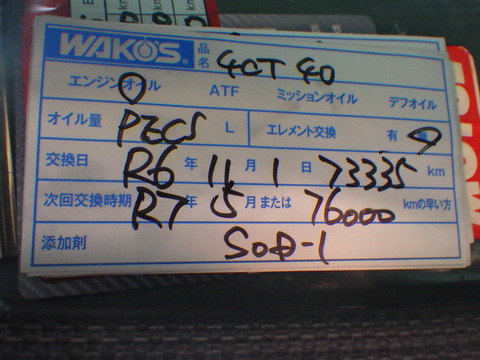 WAKO'S 品名 4CT 40
エンジンオイル ATF ミッションオイル デフオイル
オイル量 PZCS L エレメント交換 有
交換日 R6 年 11 月 1 日 73335 km
次回交換時期 R7 年 5 月または 76000 kmの早い方
添加剤 SOD-1